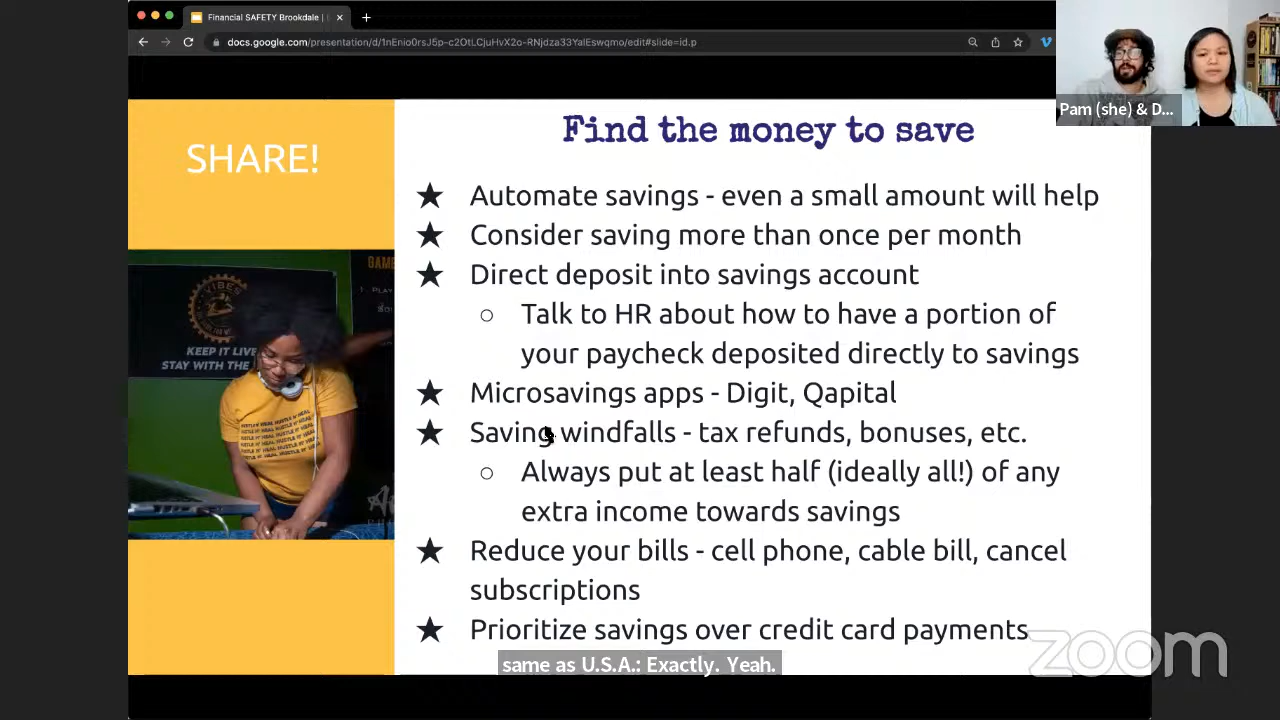 Financial SAFETY Brookdale |
docs.google.com/presentation/d/1nEnio0rsJ5p-c2OtLCjuHvX2o-RNjdza33YalEswqmo/edit#slide=id.p
Pam (she) & D...
SHARE!
Find the money to save
★ Automate savings - even a small amount will help
★ Consider saving more than once per month
★ Direct deposit into savings account
○ Talk to HR about how to have a portion of
your paycheck deposited directly to savings
★ Microsavings apps - Digit, Qapital
★ Saving windfalls - tax refunds, bonuses, etc.
○ Always put at least half (ideally all!) of any
extra income towards savings
★ Reduce your bills - cell phone, cable bill, cancel
subscriptions
★ Prioritize savings over credit card payments
VIBES
KEEP IT LIVE
STAY WITH THE
GAME
same as U.S.A.: Exactly. Yeah.
zoom